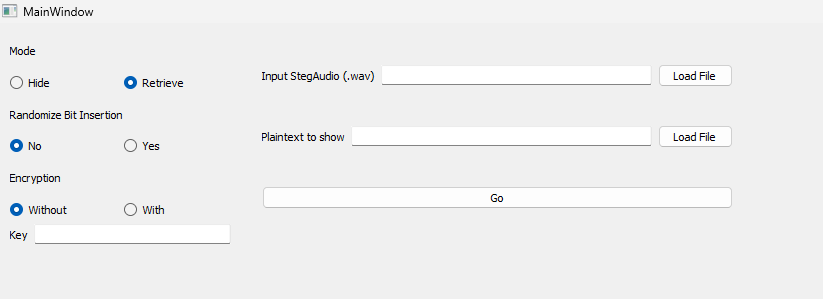 MainWindow
Mode
Hide Retrieve
Randomize Bit Insertion
No Yes
Encryption
Without With
Key
Input StegAudio (.wav) Load File
Plaintext to show Load File
Go